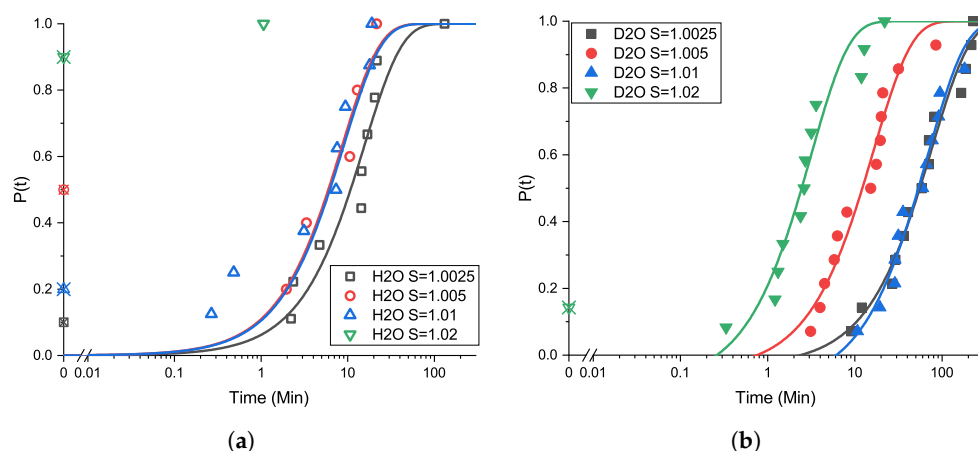 1.0
0.8
0.6
0.4
0.2
0.0
P(t)
H2O S=1.0025
H2O S=1.005
H2O S=1.01
H2O S=1.02
0 0.01 0.1 1 10 100
Time (Min)
(a)
1.0
0.8
0.6
0.4
0.2
0.0
P(t)
D2O S=1.0025
D2O S=1.005
D2O S=1.01
D2O S=1.02
0 0.01 0.1 1 10 100
Time (Min)
(b)